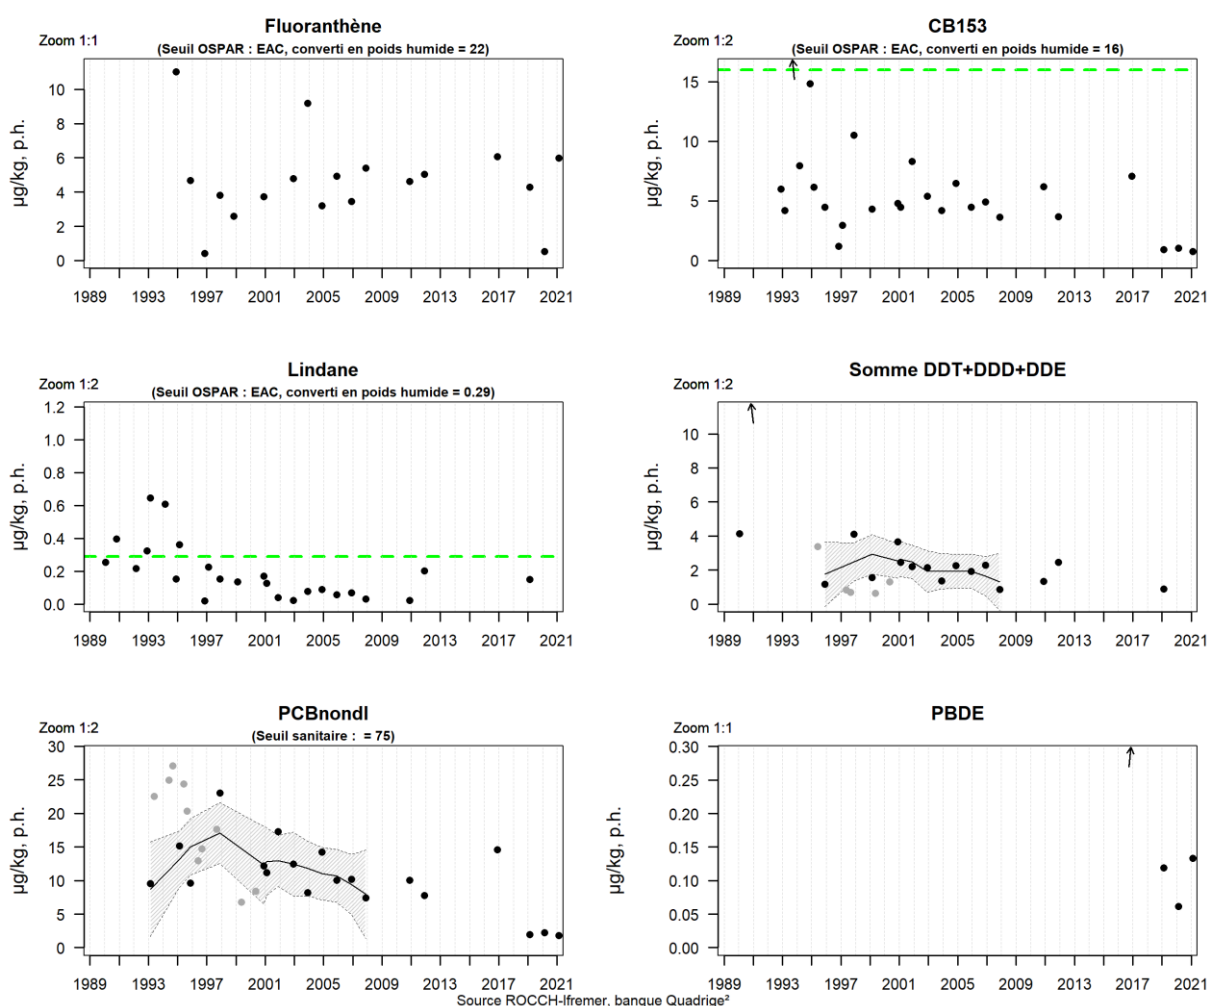 Fluoranthène
Zoom 1:1
(Seuil OSPAR : EAC, converti en poids humide = 22)
µg/kg, p.h.
10
8
6
4
2
0
1989 1993 1997 2001 2005 2009 2013 2017 2021
CB153
Zoom 1:2
(Seuil OSPAR : EAC, converti en poids humide = 16)
µg/kg, p.h.
15
10
5
0
1989 1993 1997 2001 2005 2009 2013 2017 2021
Lindane
Zoom 1:2
(Seuil OSPAR : EAC, converti en poids humide = 0.29)
µg/kg, p.h.
1.2
1.0
0.8
0.6
0.4
0.2
0.0
1989 1993 1997 2001 2005 2009 2013 2017 2021
Somme DDT+DDD+DDE
Zoom 1:2
µg/kg, p.h.
10
8
6
4
2
0
1989 1993 1997 2001 2005 2009 2013 2017 2021
PCBnondl
Zoom 1:2
(Seuil sanitaire : = 75)
µg/kg, p.h.
30
25
20
15
10
5
0
1989 1993 1997 2001 2005 2009 2013 2017 2021
PBDE
Zoom 1:1
µg/kg, p.h.
0.30
0.25
0.20
0.15
0.10
0.05
0.00
1989 1993 1997 2001 2005 2009 2013 2017 2021
Source ROCCH-Ifremer, banque Quadrige²